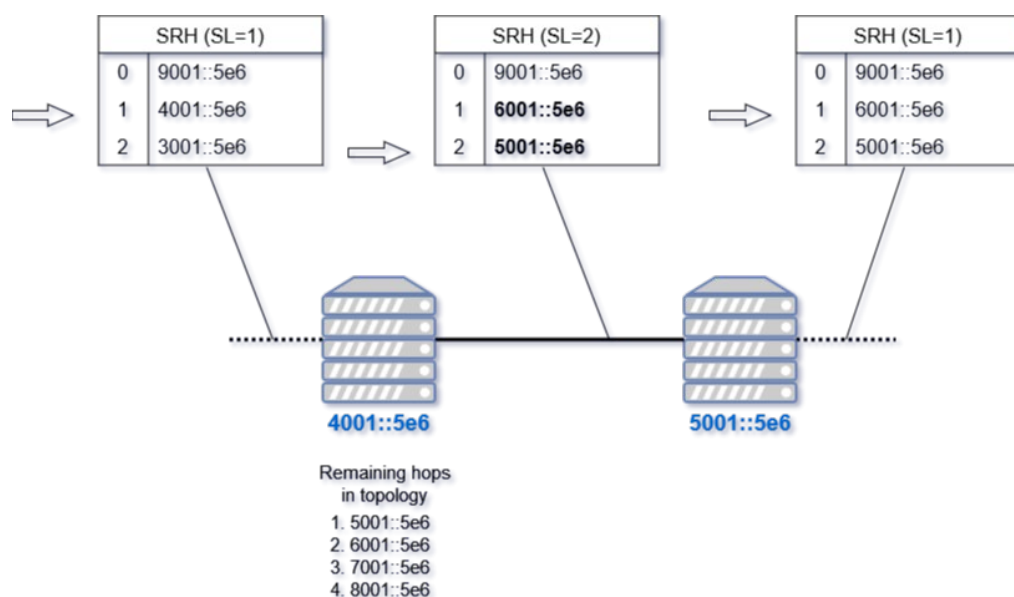 SRH (SL=1)
0 9001::5e6
1 4001::5e6
2 3001::5e6
SRH (SL=2)
0 9001::5e6
1 6001::5e6
2 5001::5e6
SRH (SL=1)
0 9001::5e6
1 6001::5e6
2 5001::5e6
4001::5e6
5001::5e6
Remaining hops
in topology
1. 5001::5e6
2. 6001::5e6
3. 7001::5e6
4. 8001::5e6